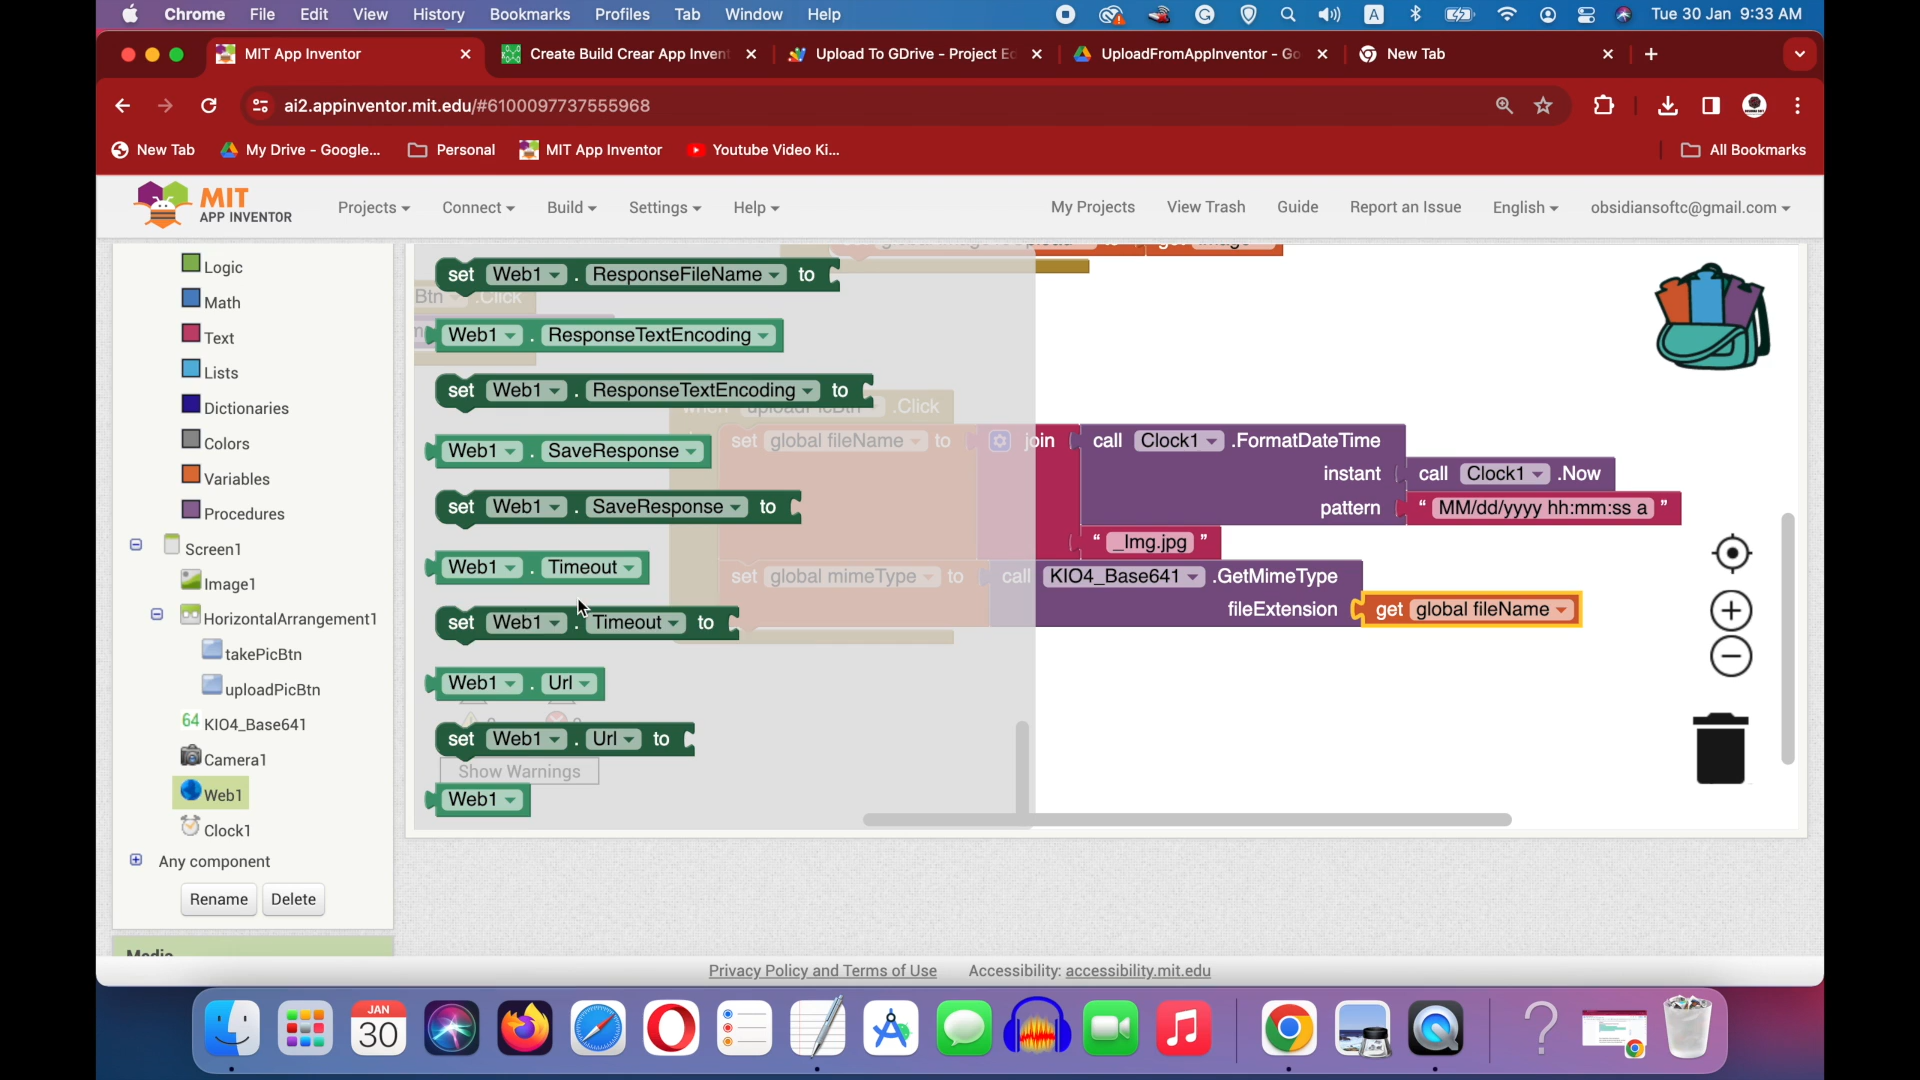 Chrome File Edit View History Bookmarks Profiles Tab Window Help Tue 30 Jan 9:33 AM
MIT App Inventor Create Build Crear App Invent Upload To GDrive - Project Ed UploadFromAppInventor - Go New Tab
ai2.appinventor.mit.edu/#6100097737555968
New Tab My Drive - Google... Personal MIT App Inventor Youtube Video Ki... All Bookmarks
MIT
APP INVENTOR
Projects Connect Build Settings Help My Projects View Trash Guide Report an Issue English obsidiansoftc@gmail.com
Logic
Math
Text
Lists
Dictionaries
Colors
Variables
Procedures
Screen1
Image1
HorizontalArrangement1
takePicBtn
uploadPicBtn
64 KIO4_Base641
Camera1
Web1
Clock1
Any component
Rename Delete
Media
set Web1 . ResponseFileName to
Btn .Click
Web1 . ResponseTextEncoding
set Web1 . ResponseTextEncoding to
when uploadPicBtn .Click
Web1 . SaveResponse
set Web1 . SaveResponse to
Web1 . Timeout
set Web1 . Timeout to
Web1 . Url
set Web1 . Url to
Show Warnings
Web1
set global fileName to join call Clock1 .FormatDateTime
instant call Clock1 .Now
pattern " MM/dd/yyyy hh:mm:ss a "
" _Img.jpg "
set global mimeType to call KIO4_Base641 .GetMimeType
fileExtension get global fileName
Privacy Policy and Terms of Use Accessibility: accessibility.mit.edu
JAN
30